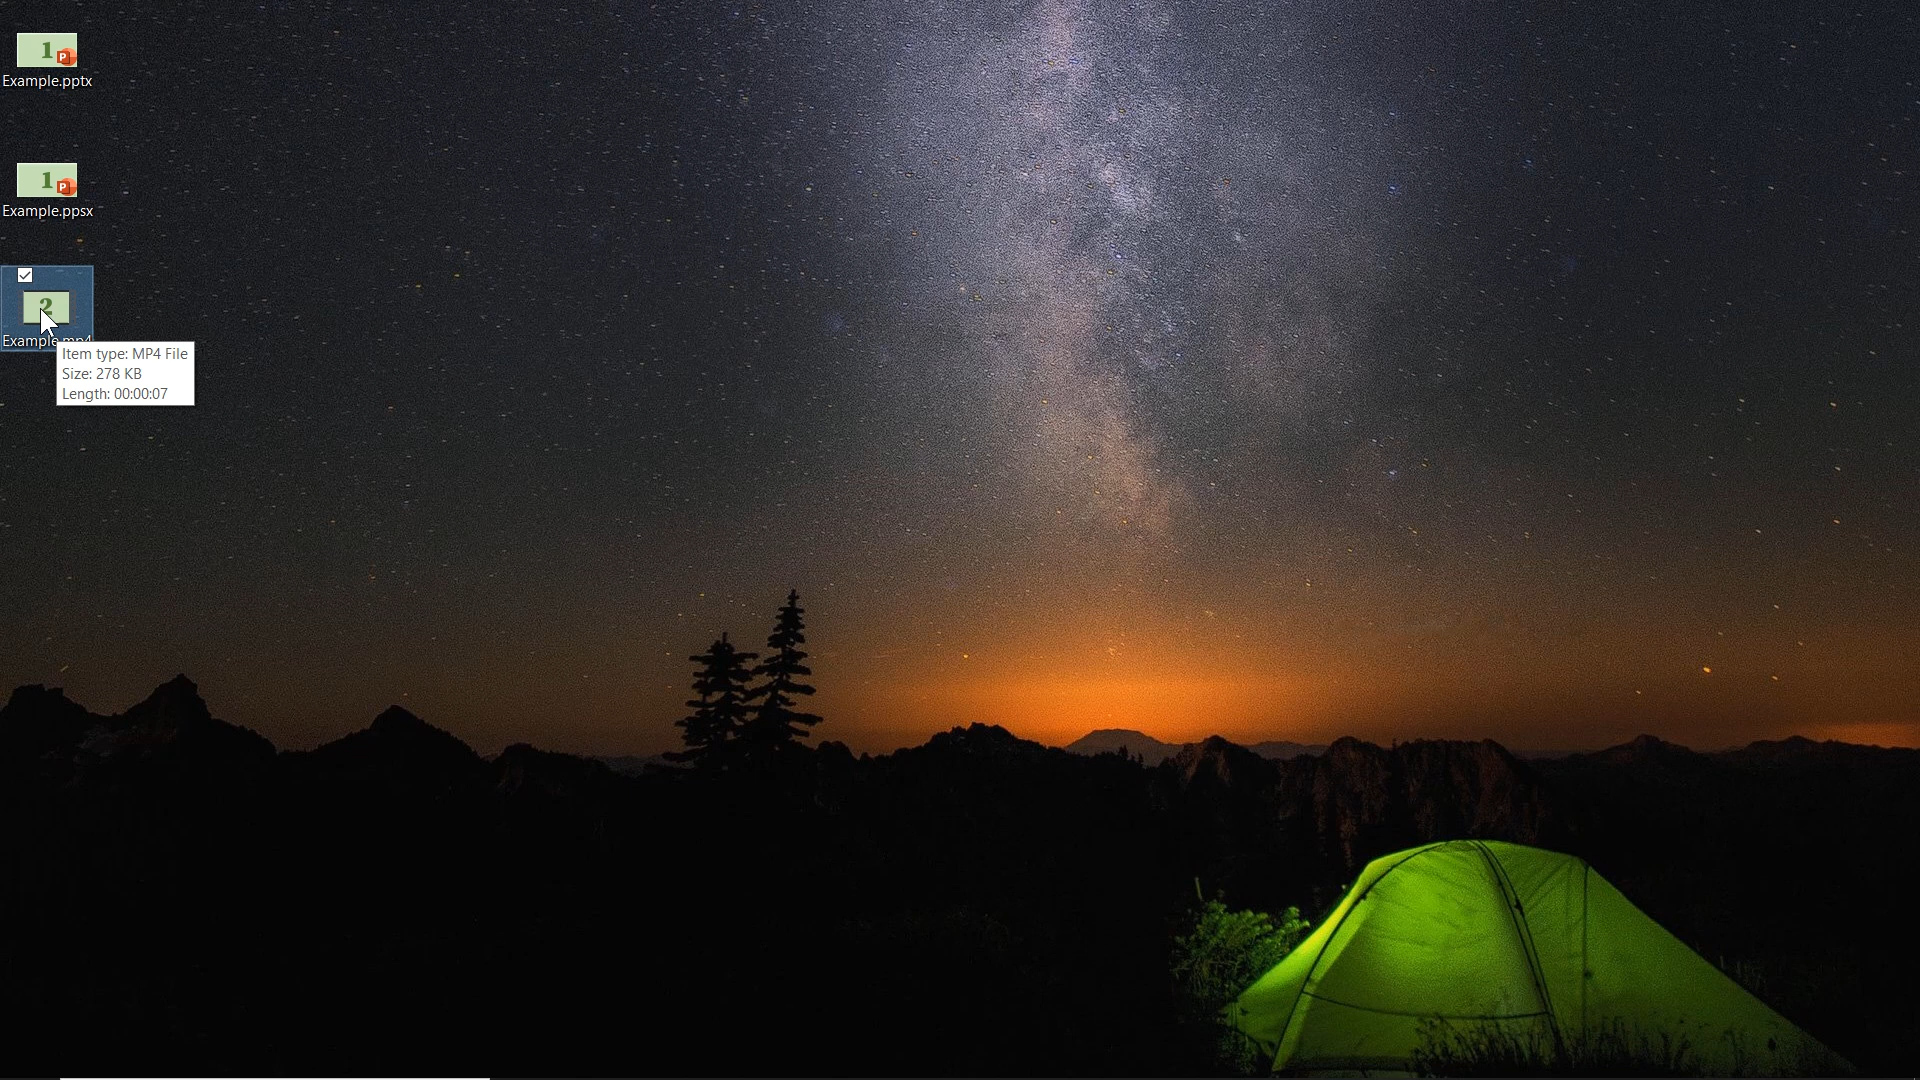 1
P
Example.pptx
1
P
Example.ppsx
2
Example.mp4
Item type: MP4 File
Size: 278 KB
Length: 00:00:07